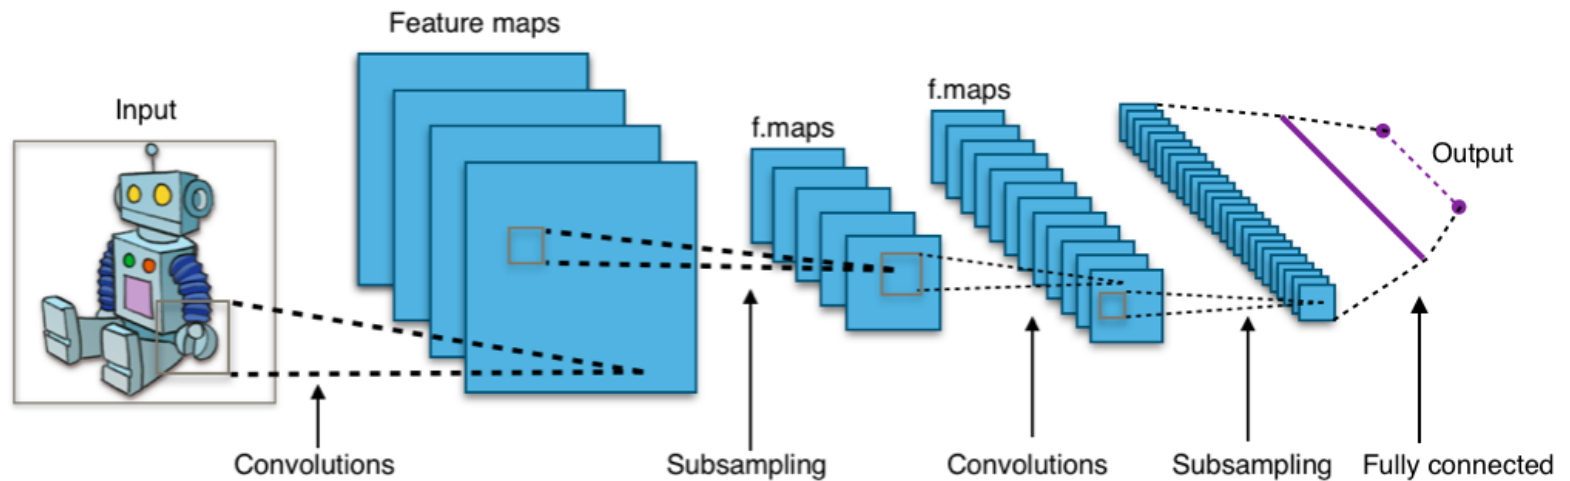 Feature maps
Input
f.maps
f.maps
Output
Convolutions
Subsampling
Convolutions
Subsampling
Fully connected